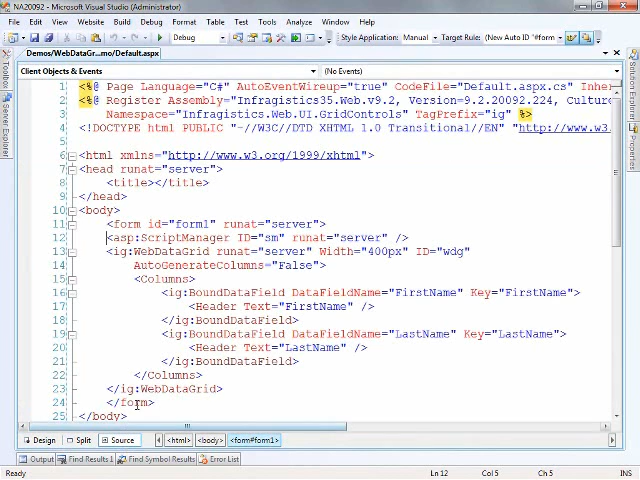 NA20092 - Microsoft Visual Studio (Administrator)
File Edit View Website Build Debug Format Table Tools Test Window Help
Debug Style Application: Manual Target Rule: (New Auto ID "#form
Demos/WebDataGr...mo/Default.aspx
Client Objects & Events (No Events)
1 <%@ Page Language="C#" AutoEventWireup="true" CodeFile="Default.aspx.cs" Inher
2 <%@ Register Assembly="Infragistics35.Web.v9.2, Version=9.2.20092.224, Cultur
3 Namespace="Infragistics.Web.UI.GridControls" TagPrefix="ig" %>
4 <!DOCTYPE html PUBLIC "-//W3C//DTD XHTML 1.0 Transitional//EN" "http://www.w3.
5
6 <html xmlns="http://www.w3.org/1999/xhtml">
7 <head runat="server">
8 <title></title>
9 </head>
10 <body>
11 <form id="form1" runat="server">
12 <asp:ScriptManager ID="sm" runat="server" />
13 <ig:WebDataGrid runat="server" Width="400px" ID="wdg"
14 AutoGenerateColumns="False">
15 <Columns>
16 <ig:BoundDataField DataFieldName="FirstName" Key="FirstName">
17 <Header Text="FirstName" />
18 </ig:BoundDataField>
19 <ig:BoundDataField DataFieldName="LastName" Key="LastName">
20 <Header Text="LastName" />
21 </ig:BoundDataField>
22 </Columns>
23 </ig:WebDataGrid>
24 </form>
25 </body>
Design Split Source <html> <body> <form#form1>
Output Find Results 1 Find Symbol Results Error List
Ready Ln 12 Col 5 Ch 5 INS
Toolbox
Server Explorer
Solution Explorer
Properties